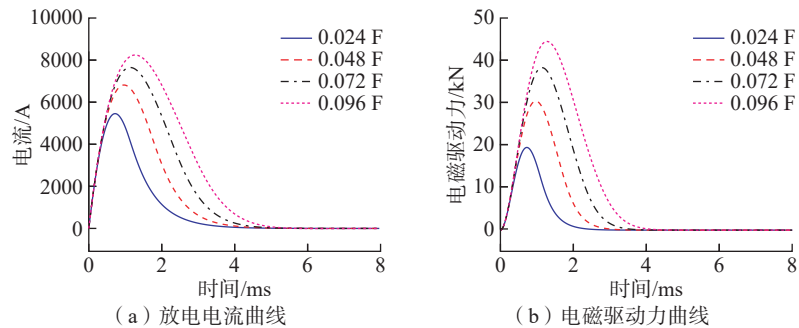 10000
8000
6000
4000
2000
0
电流/A
0.024 F
0.048 F
0.072 F
0.096 F
0 2 4 6 8
时间/ms
（a）放电电流曲线
50
40
30
20
10
0
电磁驱动力/kN
0.024 F
0.048 F
0.072 F
0.096 F
0 2 4 6 8
时间/ms
（b）电磁驱动力曲线